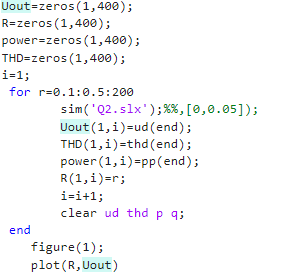 Uout=zeros(1,400);
R=zeros(1,400);
power=zeros(1,400);
THD=zeros(1,400);
i=1;
for r=0.1:0.5:200
sim('Q2.slx');%%,[0,0.05]);
Uout(1,i)=ud(end);
THD(1,i)=thd(end);
power(1,i)=pp(end);
R(1,i)=r;
i=i+1;
clear ud thd p q;
end
figure(1);
plot(R,Uout)